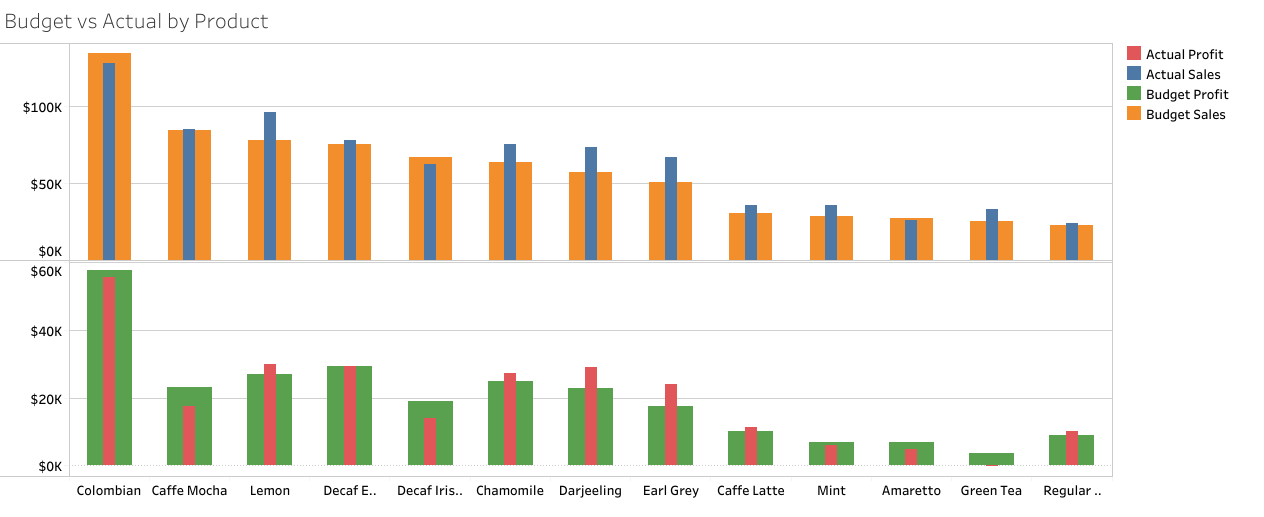 Budget vs Actual by Product
Actual Profit
Actual Sales
Budget Profit
Budget Sales
$100K
$50K
$0K
$60K
$40K
$20K
$0K
Colombian Caffe Mocha Lemon Decaf E.. Decaf Iris.. Chamomile Darjeeling Earl Grey Caffe Latte Mint Amaretto Green Tea Regular ..